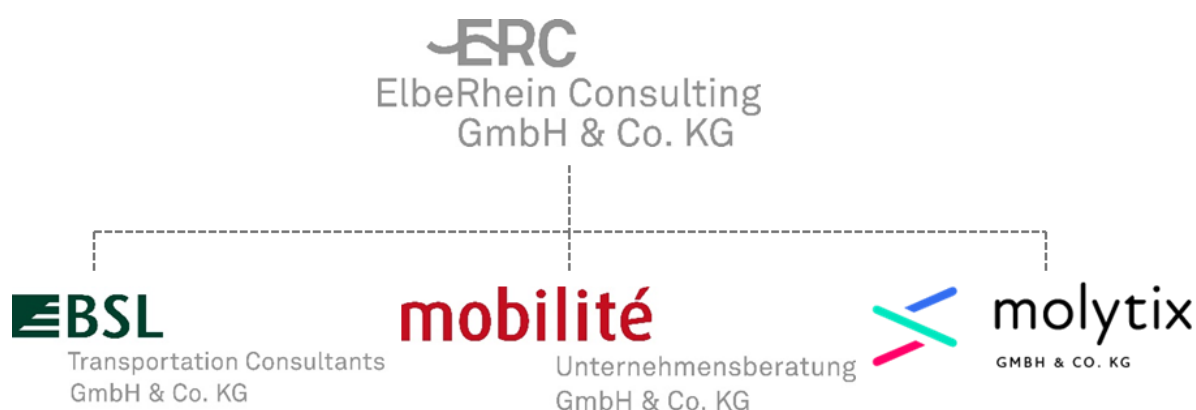 ERC
ElbeRhein Consulting
GmbH & Co. KG
BSL
Transportation Consultants
GmbH & Co. KG
mobilité
Unternehmensberatung
GmbH & Co. KG
molytix
GMBH & CO. KG